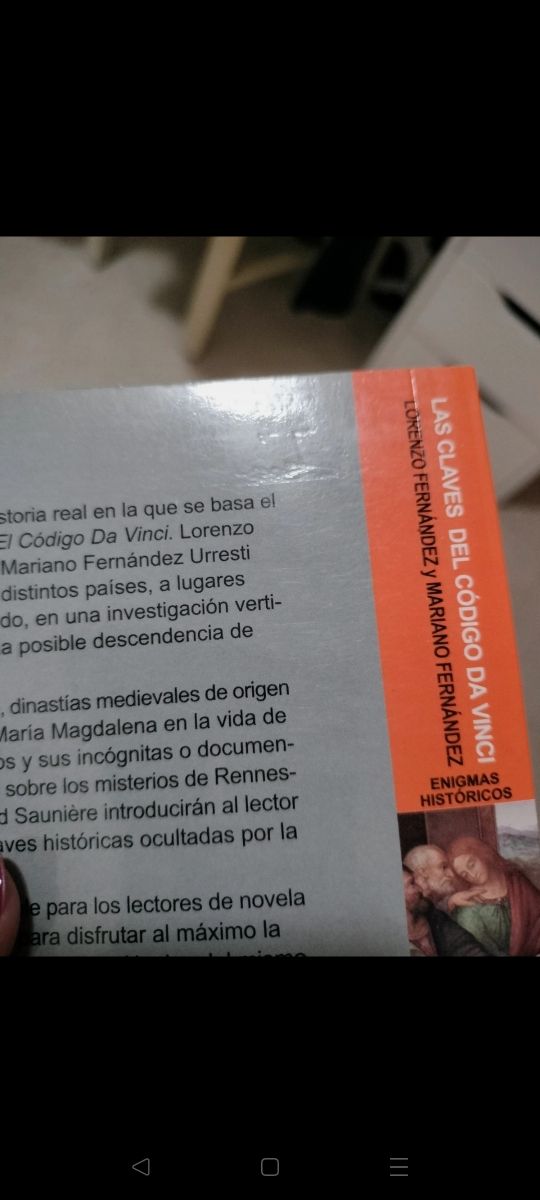 storia real en la que se basa el
El Código Da Vinci. Lorenzo
Mariano Fernández Urresti
distintos países, a lugares
do, en una investigación verti-
a posible descendencia de
, dinastías medievales de origen
María Magdalena en la vida de
os y sus incógnitas o documen-
sobre los misterios de Rennes-
d Saunière introducirán al lector
aves históricas ocultadas por la
e para los lectores de novela
para disfrutar al máximo la
LAS CLAVES DEL CÓDIGO DA VINCI
LORENZO FERNÁNDEZ y MARIANO FERNÁNDEZ
ENIGMAS
HISTÓRICOS